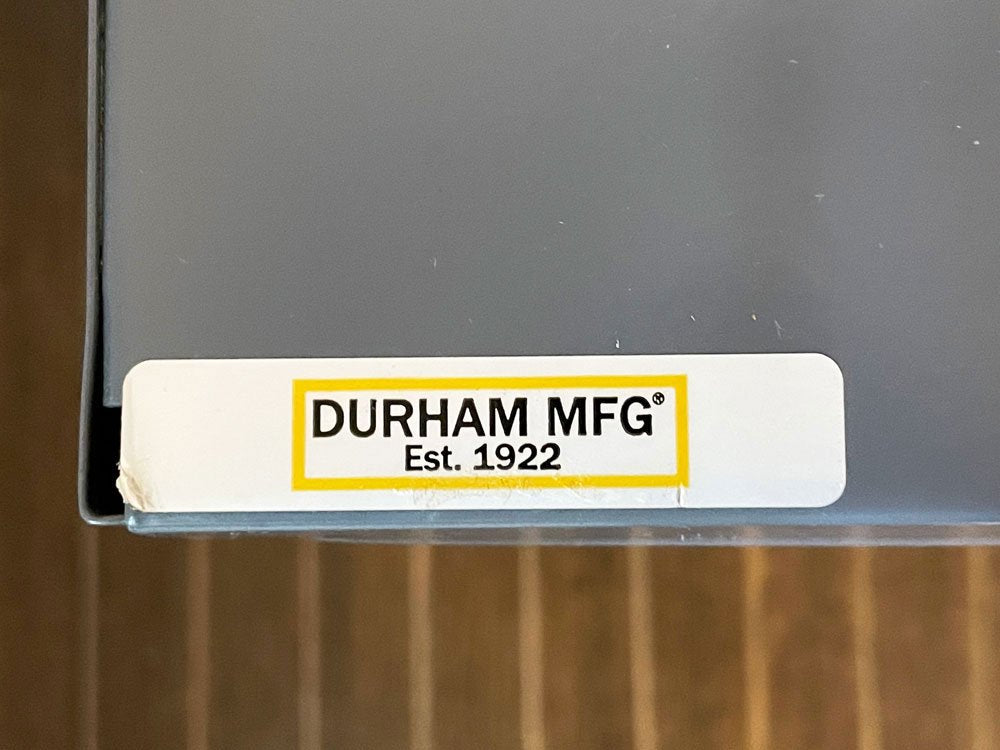 DURHAM MFG®
Est. 1922